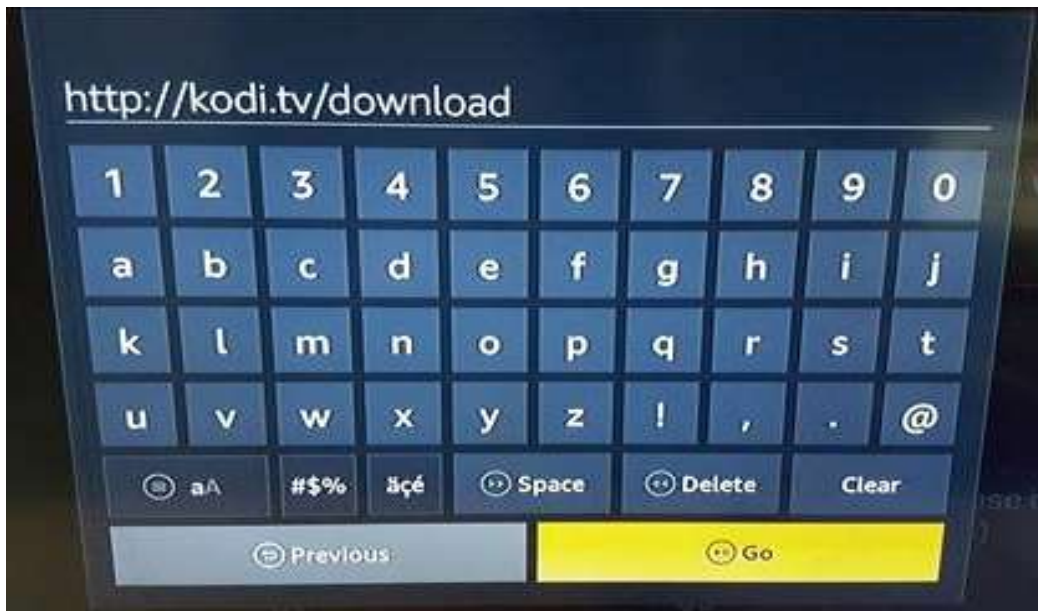 http://kodi.tv/download
1 2 3 4 5 6 7 8 9 0
a b c d e f g h i j
k l m n o p q r s t
u v w x y z ! , . @
aA #$% äçé Space Delete Clear
Previous Go